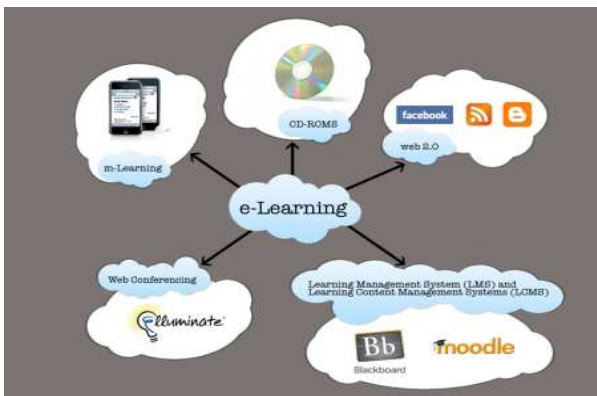 CD-ROMS
facebook
web 2.0
m-Learning
e-Learning
Web Conferencing
Elluminate
Learning Management System (LMS) and
Learning Content Management Systems (LCMS)
Bb
Blackboard
moodle